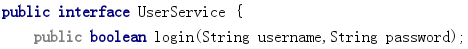 public interface UserService {
public boolean login(String username,String password);